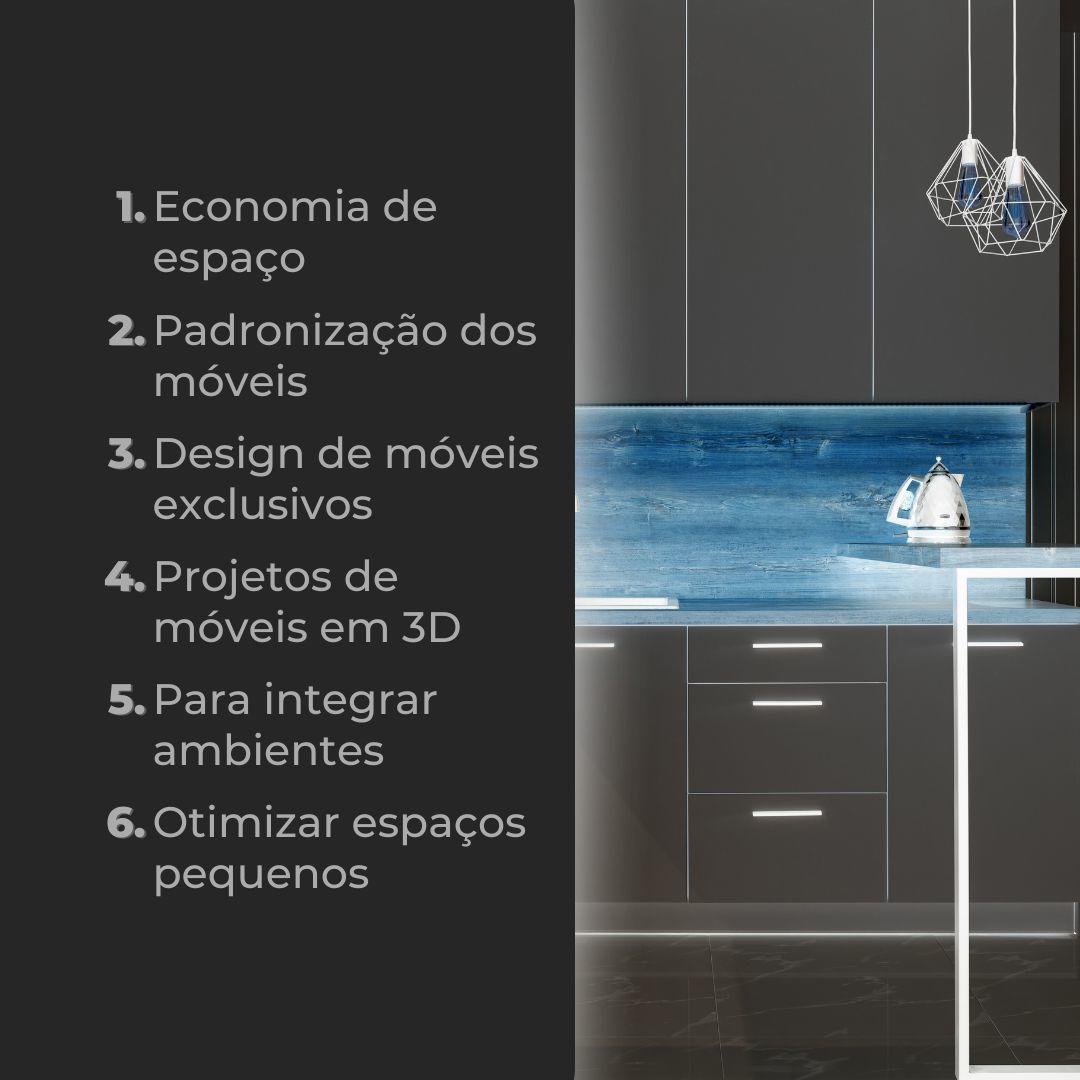 1. Economia de
espaço
2. Padronização dos
móveis
3. Design de móveis
exclusivos
4. Projetos de
móveis em 3D
5. Para integrar
ambientes
6. Otimizar espaços
pequenos